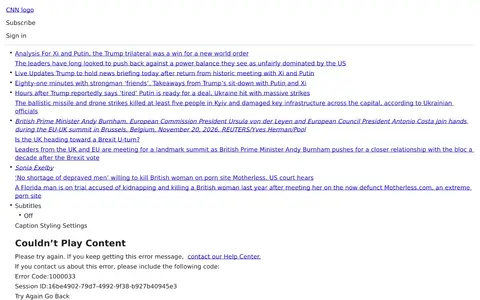 CNN logo
Subscribe
Sign in
Analysis For Xi and Putin, the Trump trilateral was a win for a new world order
The leaders have long looked to push back against a power balance they see as unfairly dominated by the US
Live Updates Trump to hold news briefing today after return from historic meeting with Xi and Putin
Eighty-one minutes with strongman ‘friends’. Takeaways from Trump’s sit-down with Putin and Xi
Hours after Trump reportedly says ‘tired’ Putin is ready for a deal, Ukraine hit with massive strikes
The ballistic missile and drone strikes killed at least five people in Kyiv and damaged key infrastructure across the capital, according to Ukrainian
officials
British Prime Minister Andy Burnham, European Commission President Ursula von der Leyen and European Council President Antonio Costa join hands
during the EU-UK summit in Brussels, Belgium, November 20, 2026. REUTERS/Yves Herman/Pool
Is the UK heading toward a Brexit U-turn?
Leaders from the UK and EU are meeting for a landmark summit as British Prime Minister Andy Burnham pushes for a closer relationship with the bloc a
decade after the Brexit vote
Sonia Exelby
‘No shortage of depraved men’ willing to kill British woman on porn site Motherless, US court hears
A Florida man is on trial accused of kidnapping and killing a British woman last year after meeting her on the now defunct Motherless.com, an extreme
porn site
Subtitles
Off
Caption Styling Settings
Couldn’t Play Content
Please try again. If you keep getting this error message, contact our Help Center.
If you contact us about this error, please include the following code:
Error Code:1000033
Session ID:16be4902-79d7-4992-9f38-b927b40945e3
Try Again Go Back